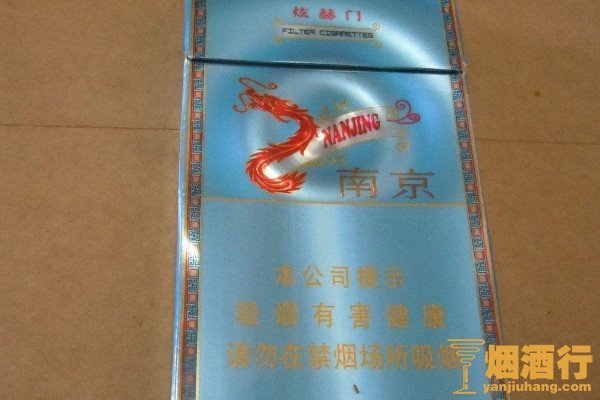 炫赫门
FILTER CIGARETTES
NANJING
南京
本公司提示
吸烟有害健康
请勿在禁烟场所吸烟
烟酒行
yanjiuhang.com